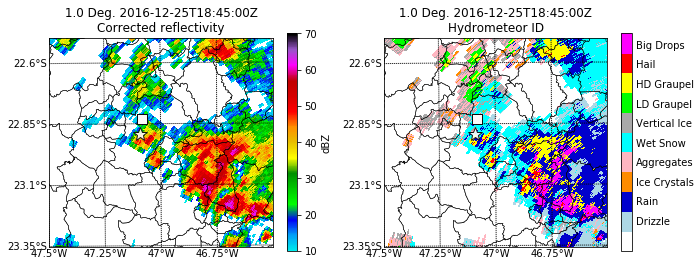 1.0 Deg. 2016-12-25T18:45:00Z
Corrected reflectivity
22.6°S
22.85°S
23.1°S
23.35°S
47.5°W
47.25°W
47°W
46.75°W
70
60
50
40
30
20
10
dBZ
1.0 Deg. 2016-12-25T18:45:00Z
Hydrometeor ID
22.6°S
22.85°S
23.1°S
23.35°S
47.5°W
47.25°W
47°W
46.75°W
Big Drops
Hail
HD Graupel
LD Graupel
Vertical Ice
Wet Snow
Aggregates
Ice Crystals
Rain
Drizzle